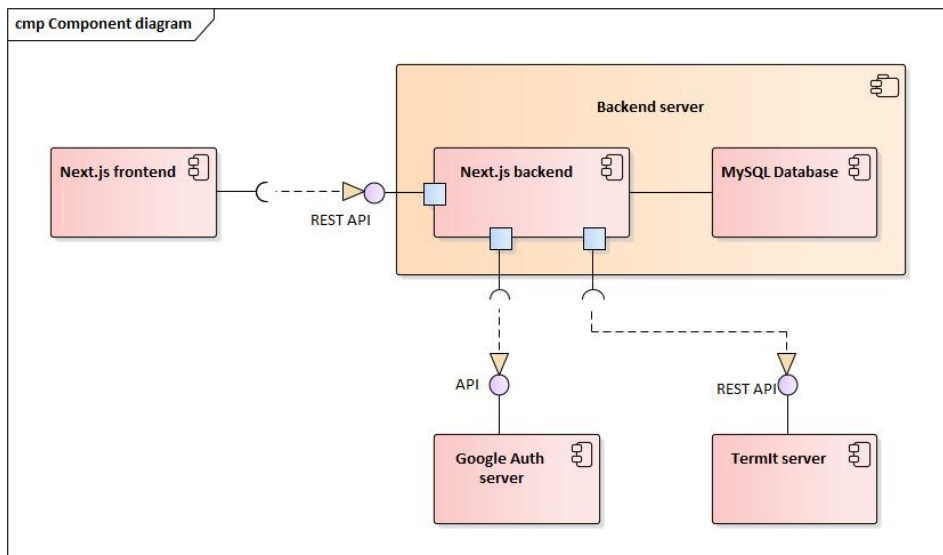 cmp Component diagram
Backend server
Next.js frontend
Next.js backend
MySQL Database
REST API
API
REST API
Google Auth
server
TermIt server